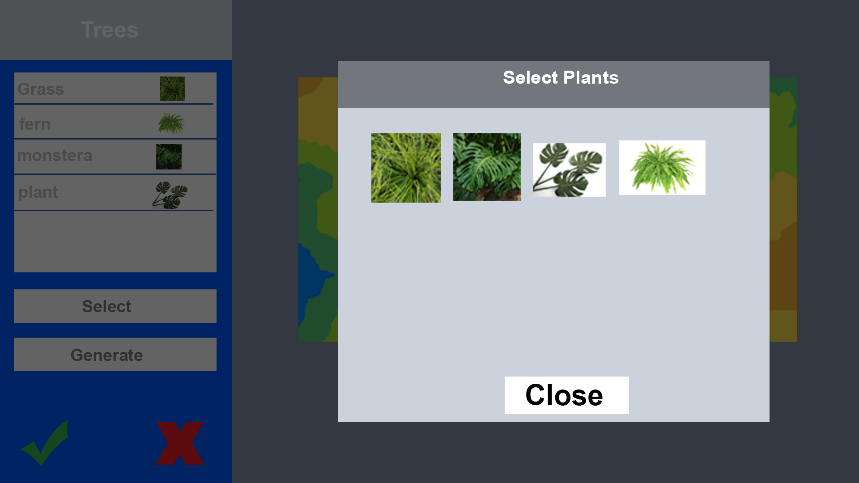 Trees
Grass
fern
monstera
plant
Select
Generate
Select Plants
Close